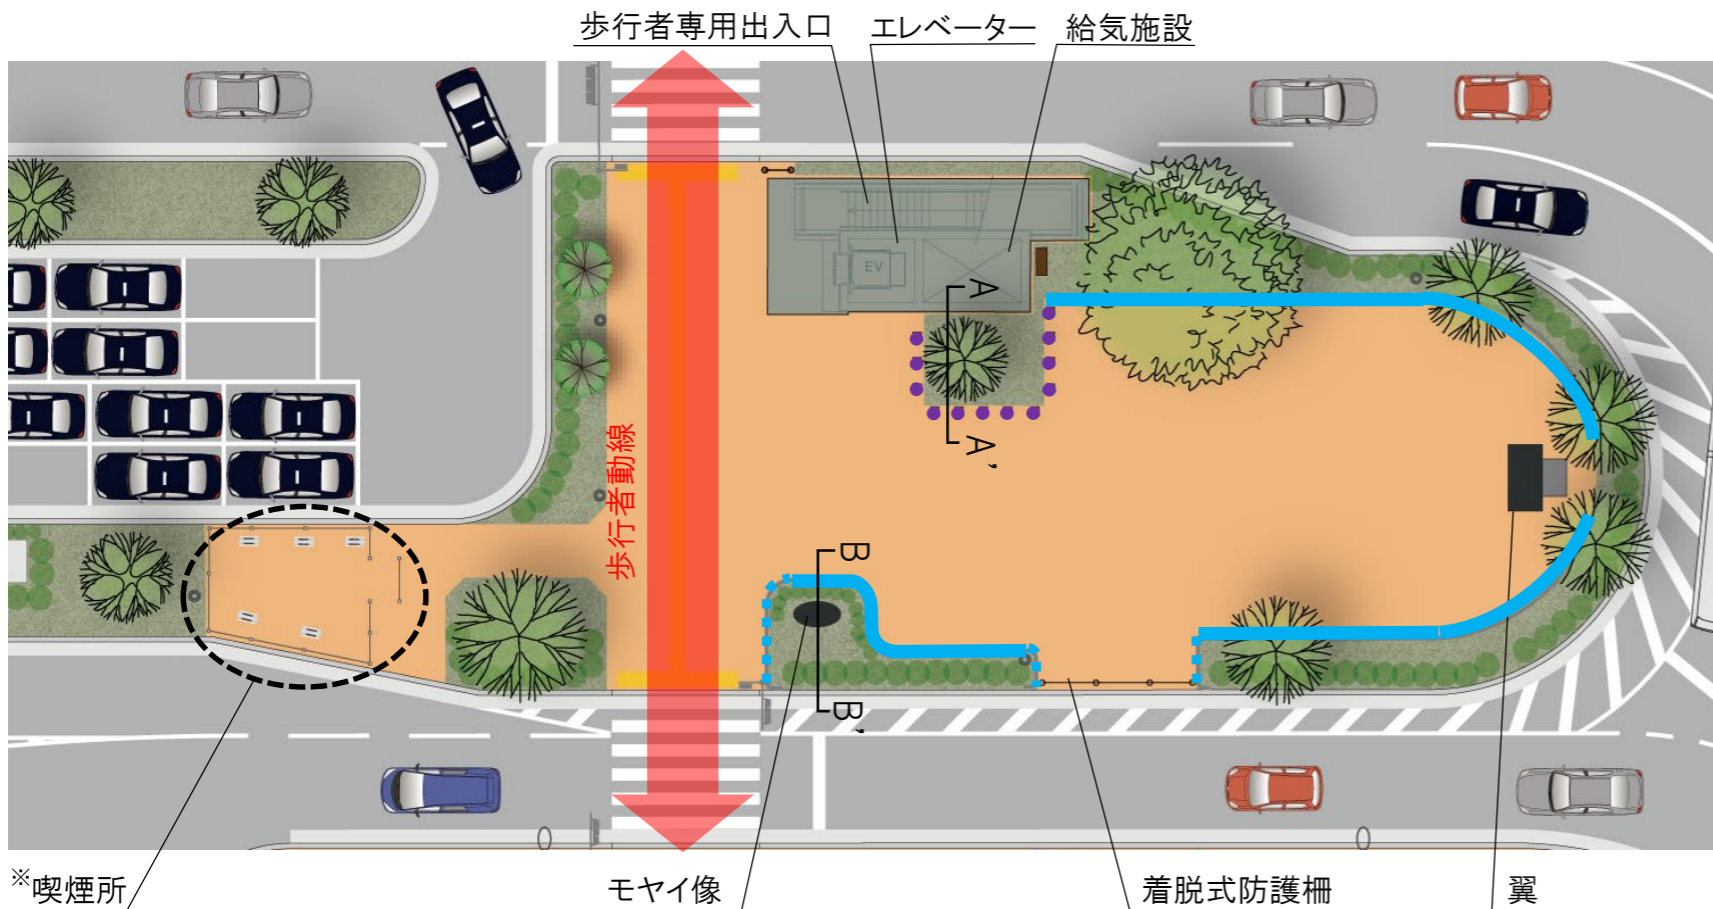 歩行者専用出入口
エレベーター
給気施設
EV
A
A'
歩行者動線
B
B'
※喫煙所
モヤイ像
着脱式防護柵
翼